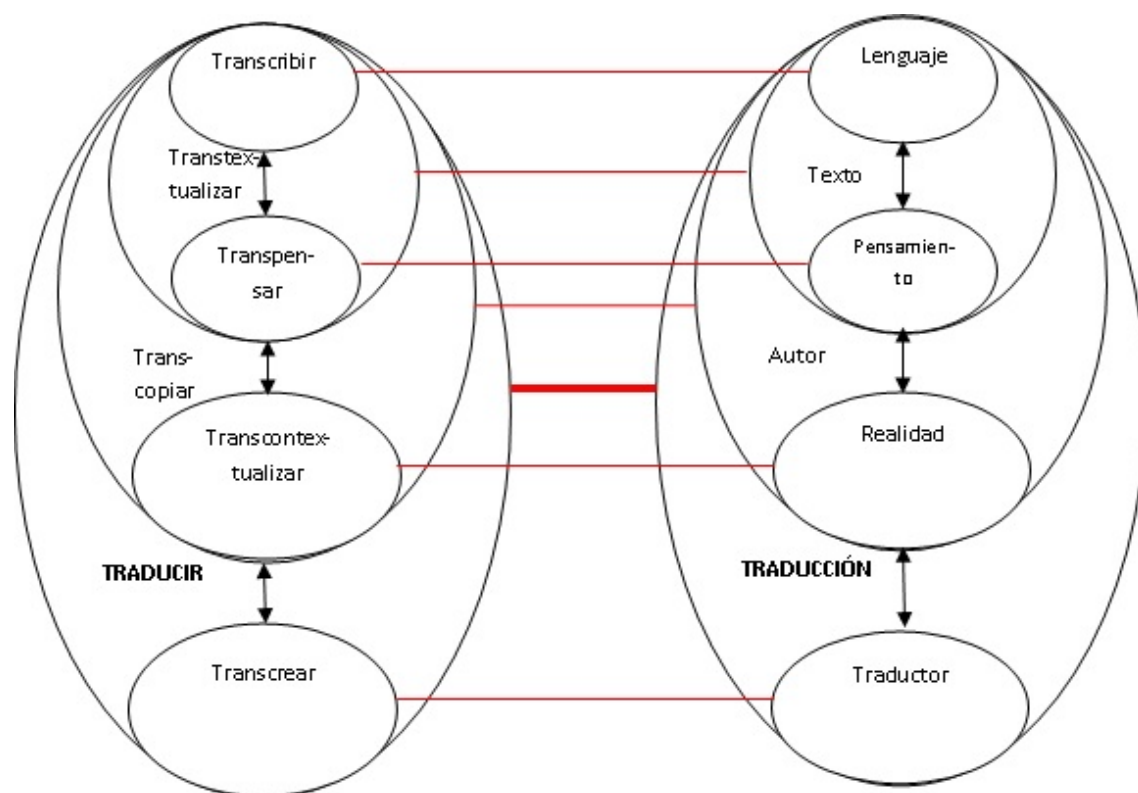 Transcribir
Transtex-
tualizar
Transpen-
sar
Trans-
copiar
Transcontex-
tualizar
TRADUCIR
Transcrear
Lenguaje
Texto
Pensamien-
to
Autor
Realidad
TRADUCCIÓN
Traductor